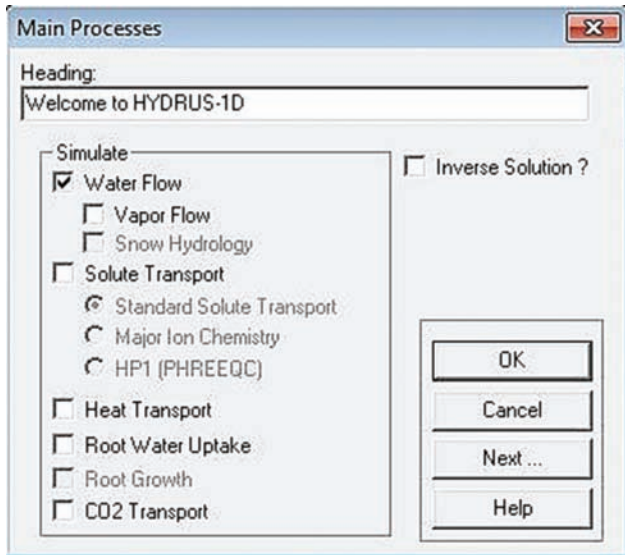 Main Processes
Heading:
Welcome to HYDRUS-1D
Simulate
Water Flow
Vapor Flow
Snow Hydrology
Solute Transport
Standard Solute Transport
Major Ion Chemistry
HP1 (PHREEQC)
Heat Transport
Root Water Uptake
Root Growth
CO2 Transport
Inverse Solution ?
OK
Cancel
Next ...
Help